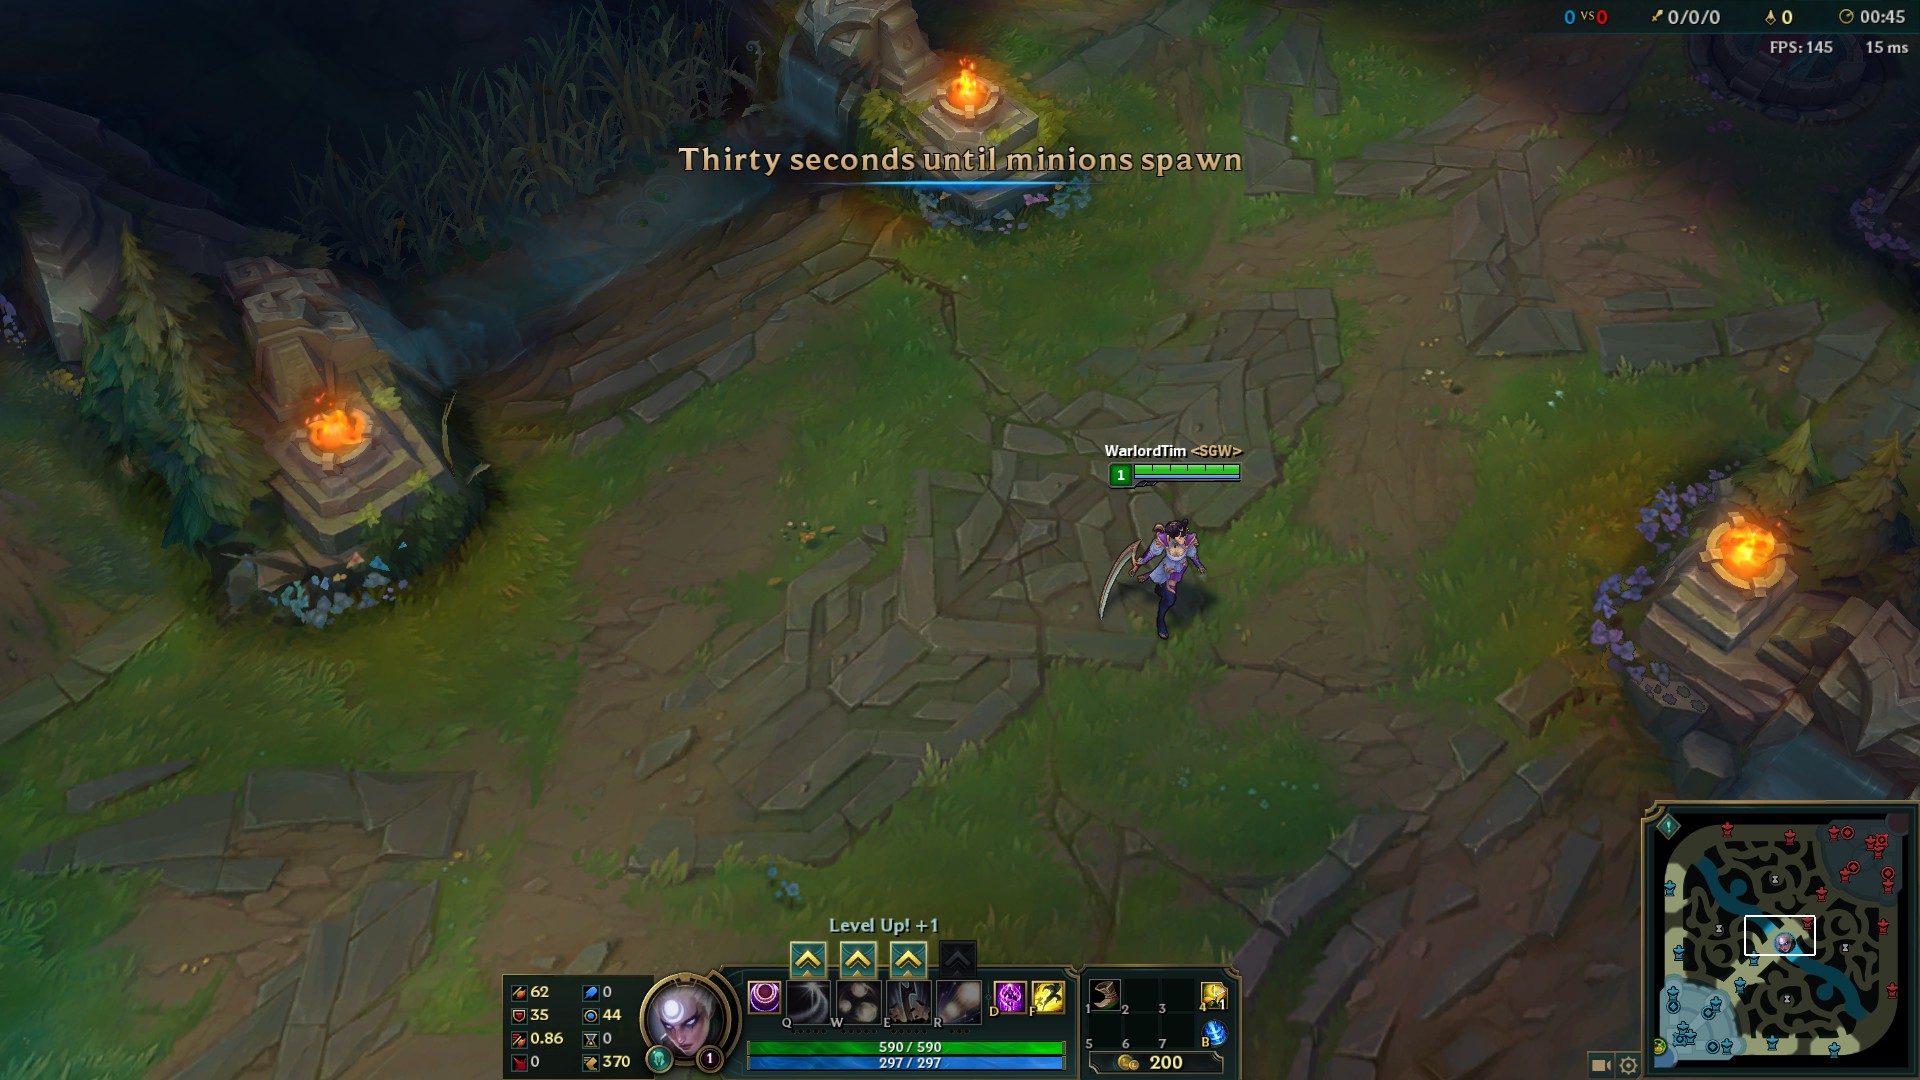 0 vs 0 0/0/0 0 00:45
FPS: 145 15 ms
Thirty seconds until minions spawn
WarlordTim <SGW>
1
Level Up! +1
62 0
35 44
0.86 0
0 370
1
Q W E R D F
590 / 590
297 / 297
1 2 3 4 1
5 6 7 B
200